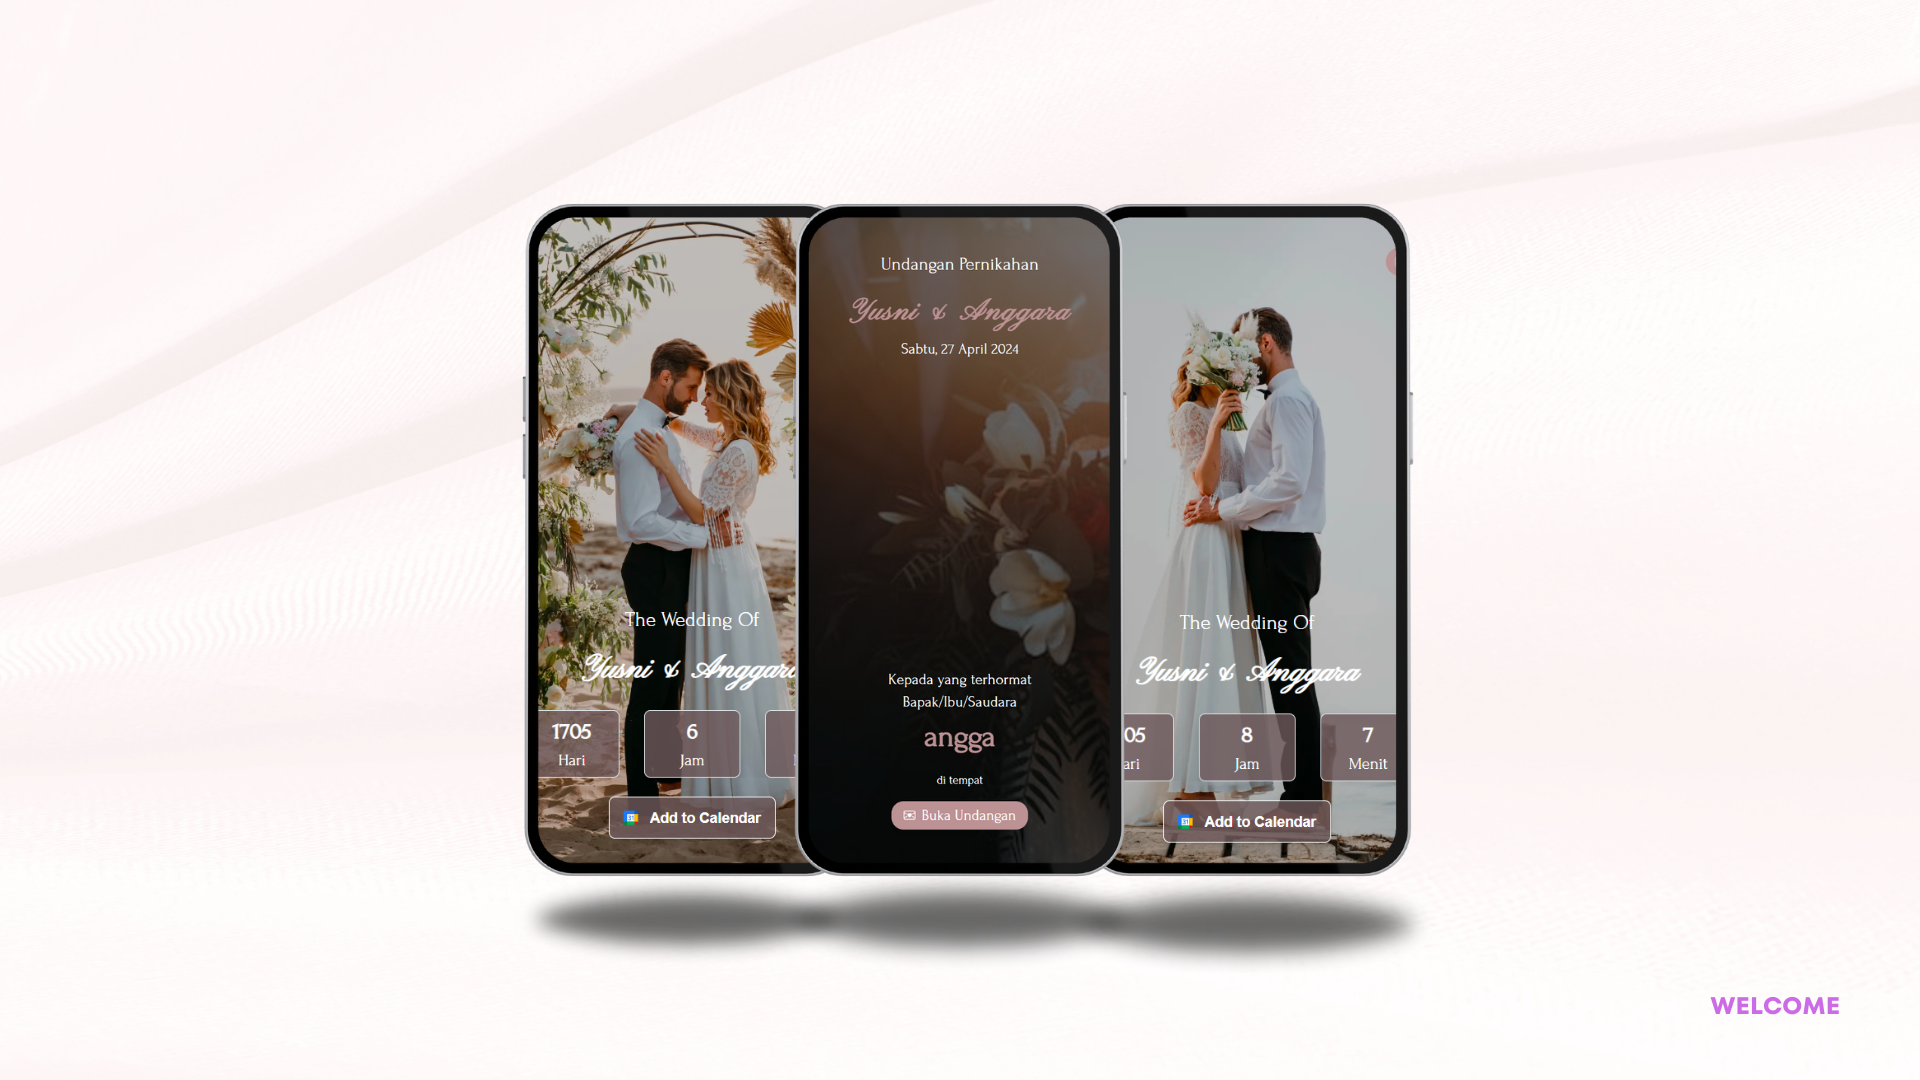 The Wedding Of
Yusni & Anggara
1705
Hari
6
Jam
Add to Calendar
Undangan Pernikahan
Yusni & Anggara
Sabtu, 27 April 2024
Kepada yang terhormat
Bapak/Ibu/Saudara
angga
di tempat
Buka Undangan
The Wedding Of
Yusni & Anggara
05
ari
8
Jam
7
Menit
Add to Calendar
WELCOME